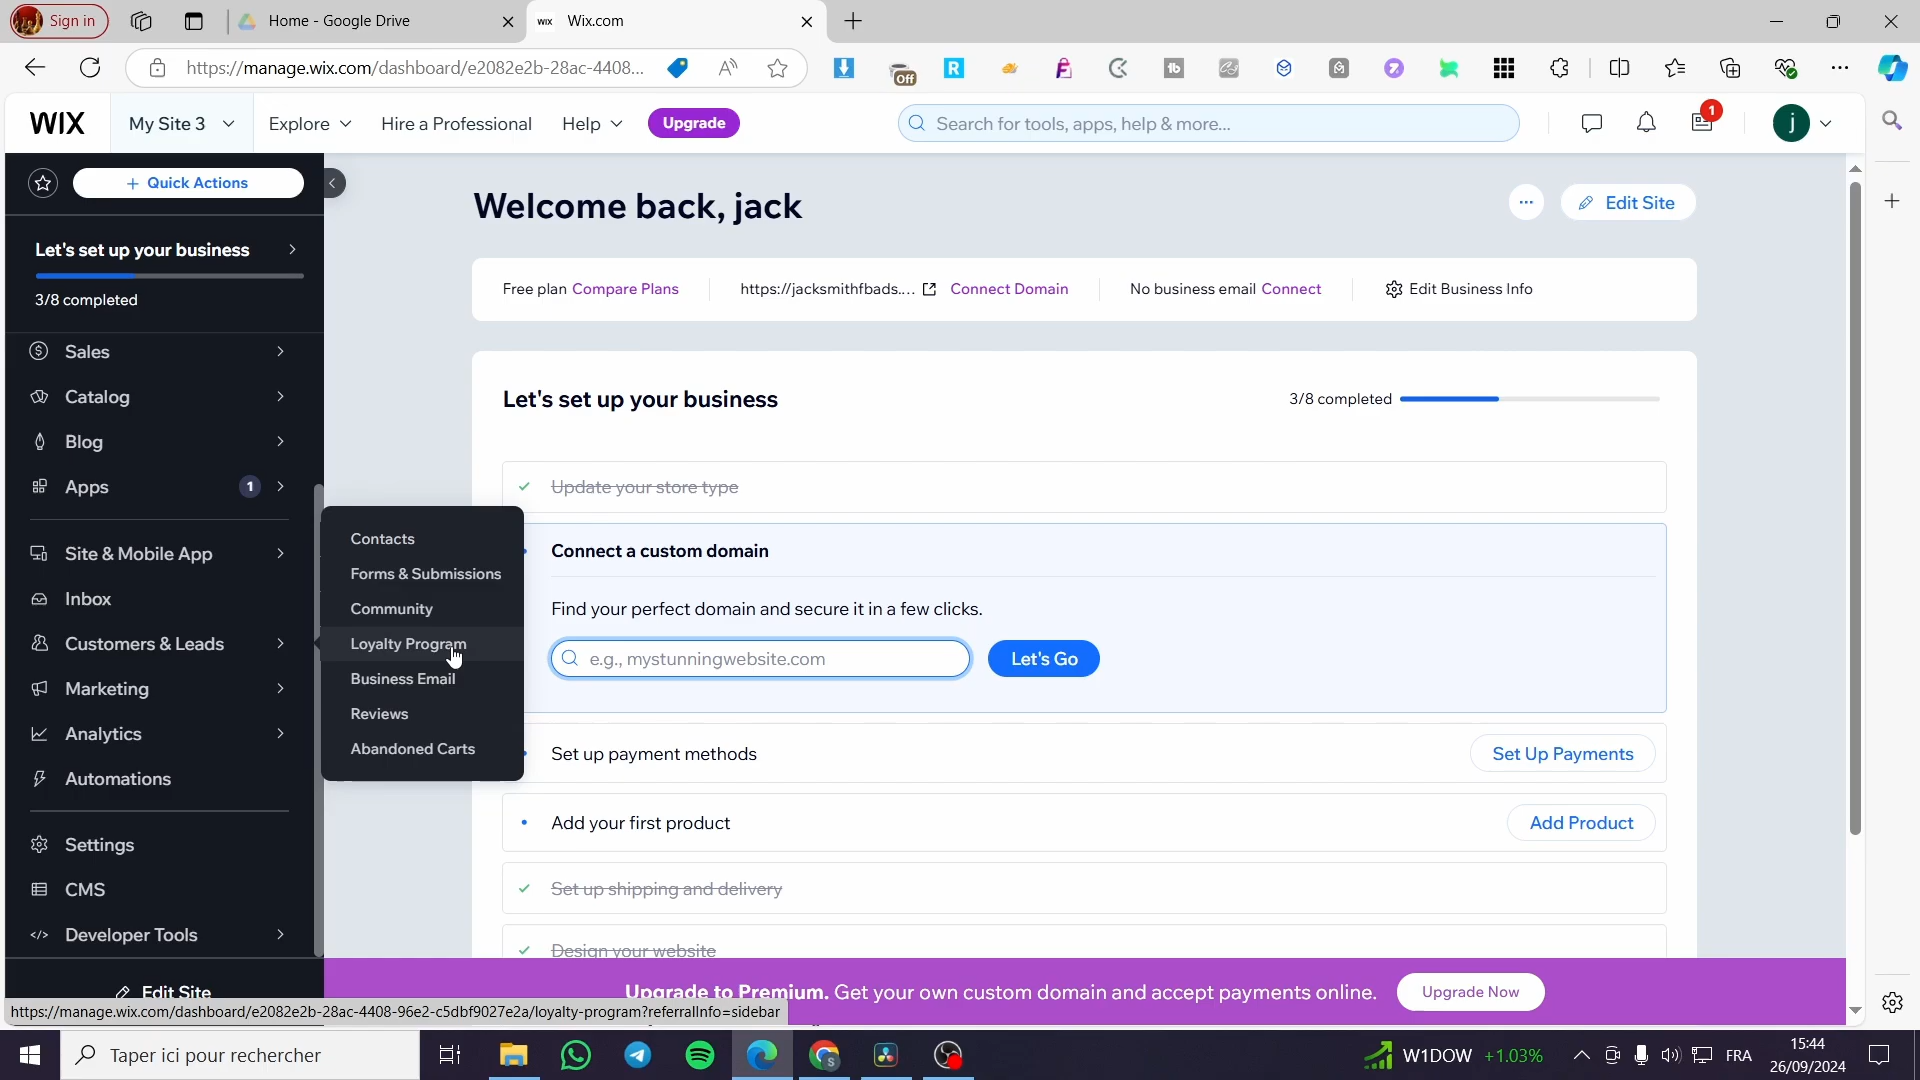 Sign in
Home - Google Drive
WIX Wix.com
https://manage.wix.com/dashboard/e2082e2b-28ac-4408...
Off
WIX
My Site 3
Explore
Hire a Professional
Help
Upgrade
Search for tools, apps, help & more...
1
j
+ Quick Actions
Let's set up your business
3/8 completed
Sales
Catalog
Blog
Apps 1
Site & Mobile App
Inbox
Customers & Leads
Marketing
Analytics
Automations
Settings
CMS
Developer Tools
Edit Site
Contacts
Forms & Submissions
Community
Loyalty Program
Business Email
Reviews
Abandoned Carts
Welcome back, jack
Edit Site
Free plan Compare Plans
https://jacksmithfbads.... Connect Domain
No business email Connect
Edit Business Info
Let's set up your business
3/8 completed
Update your store type
Connect a custom domain
Find your perfect domain and secure it in a few clicks.
e.g., mystunningwebsite.com
Let's Go
Set up payment methods
Set Up Payments
Add your first product
Add Product
Set up shipping and delivery
Design your website
Upgrade to Premium. Get your own custom domain and accept payments online.
Upgrade Now
https://manage.wix.com/dashboard/e2082e2b-28ac-4408-96e2-c5dbf9027e2a/loyalty-program?referralInfo=sidebar
Taper ici pour rechercher
W1DOW +1.03%
FRA
15:44
26/09/2024